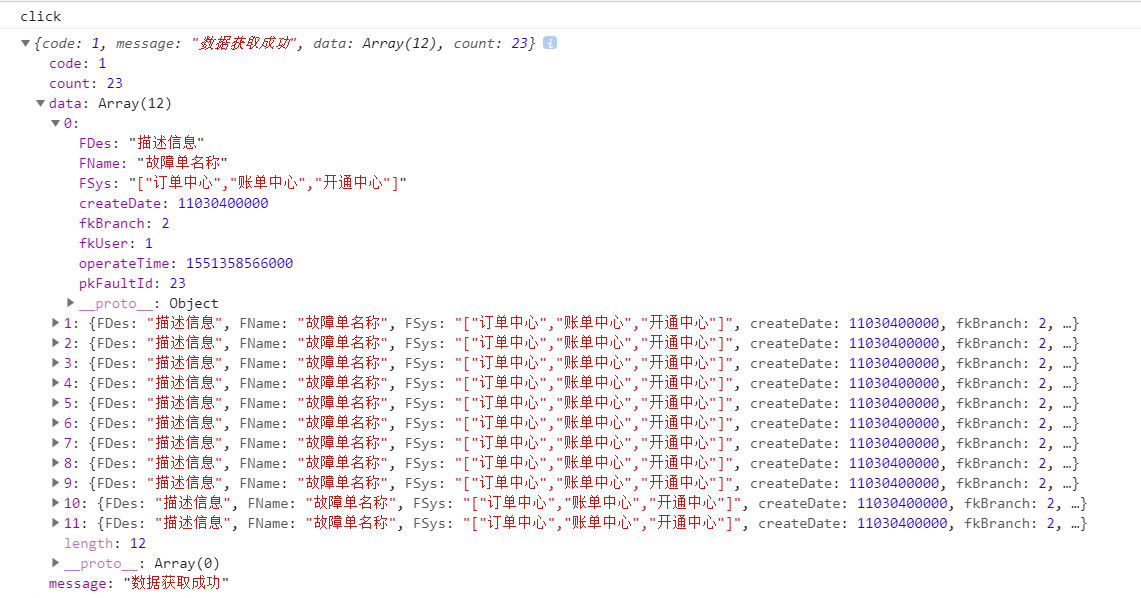 click
{code: 1, message: "数据获取成功", data: Array(12), count: 23} i
code: 1
count: 23
data: Array(12)
0:
FDes: "描述信息"
FName: "故障单名称"
FSys: "["订单中心","账单中心","开通中心"]"
createDate: 11030400000
fkBranch: 2
fkUser: 1
operateTime: 1551358566000
pkFaultId: 23
__proto__: Object
1: {FDes: "描述信息", FName: "故障单名称", FSys: "["订单中心","账单中心","开通中心"]", createDate: 11030400000, fkBranch: 2, …}
2: {FDes: "描述信息", FName: "故障单名称", FSys: "["订单中心","账单中心","开通中心"]", createDate: 11030400000, fkBranch: 2, …}
3: {FDes: "描述信息", FName: "故障单名称", FSys: "["订单中心","账单中心","开通中心"]", createDate: 11030400000, fkBranch: 2, …}
4: {FDes: "描述信息", FName: "故障单名称", FSys: "["订单中心","账单中心","开通中心"]", createDate: 11030400000, fkBranch: 2, …}
5: {FDes: "描述信息", FName: "故障单名称", FSys: "["订单中心","账单中心","开通中心"]", createDate: 11030400000, fkBranch: 2, …}
6: {FDes: "描述信息", FName: "故障单名称", FSys: "["订单中心","账单中心","开通中心"]", createDate: 11030400000, fkBranch: 2, …}
7: {FDes: "描述信息", FName: "故障单名称", FSys: "["订单中心","账单中心","开通中心"]", createDate: 11030400000, fkBranch: 2, …}
8: {FDes: "描述信息", FName: "故障单名称", FSys: "["订单中心","账单中心","开通中心"]", createDate: 11030400000, fkBranch: 2, …}
9: {FDes: "描述信息", FName: "故障单名称", FSys: "["订单中心","账单中心","开通中心"]", createDate: 11030400000, fkBranch: 2, …}
10: {FDes: "描述信息", FName: "故障单名称", FSys: "["订单中心","账单中心","开通中心"]", createDate: 11030400000, fkBranch: 2, …}
11: {FDes: "描述信息", FName: "故障单名称", FSys: "["订单中心","账单中心","开通中心"]", createDate: 11030400000, fkBranch: 2, …}
length: 12
__proto__: Array(0)
message: "数据获取成功"